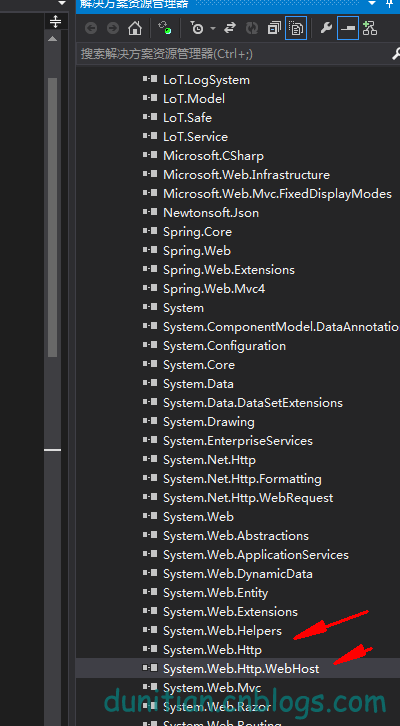 解决方案资源管理器
搜索解决方案资源管理器(Ctrl+;)
LoT.LogSystem
LoT.Model
LoT.Safe
LoT.Service
Microsoft.CSharp
Microsoft.Web.Infrastructure
Microsoft.Web.Mvc.FixedDisplayModes
Newtonsoft.Json
Spring.Core
Spring.Web
Spring.Web.Extensions
Spring.Web.Mvc4
System
System.ComponentModel.DataAnnotatio
System.Configuration
System.Core
System.Data
System.Data.DataSetExtensions
System.Drawing
System.EnterpriseServices
System.Net.Http
System.Net.Http.Formatting
System.Net.Http.WebRequest
System.Web
System.Web.Abstractions
System.Web.ApplicationServices
System.Web.DynamicData
System.Web.Entity
System.Web.Extensions
System.Web.Helpers
System.Web.Http
System.Web.Http.WebHost
System.Web.Mvc
System.Web.Razor
System.Web.Routing
dunitian.cnblogs.com